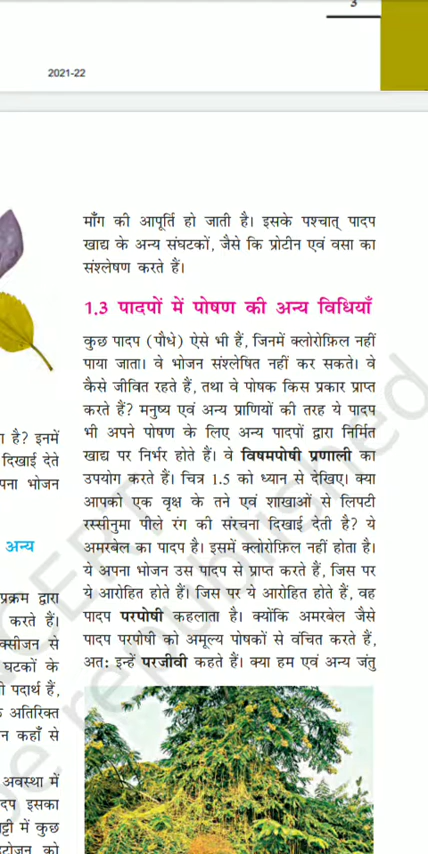 3
2021-22
माँग की आपूर्ति हो जाती है। इसके पश्चात् पादप
खाद्य के अन्य संघटकों, जैसे कि प्रोटीन एवं वसा का
संश्लेषण करते हैं।
1.3 पादपों में पोषण की अन्य विधियाँ
कुछ पादप (पौधे) ऐसे भी हैं, जिनमें क्लोरोफ़िल नहीं
पाया जाता। वे भोजन संश्लेषित नहीं कर सकते। वे
कैसे जीवित रहते हैं, तथा वे पोषक किस प्रकार प्राप्त
करते हैं? मनुष्य एवं अन्य प्राणियों की तरह ये पादप
भी अपने पोषण के लिए अन्य पादपों द्वारा निर्मित
खाद्य पर निर्भर होते हैं। वे विषमपोषी प्रणाली का
उपयोग करते हैं। चित्र 1.5 को ध्यान से देखिए। क्या
आपको एक वृक्ष के तने एवं शाखाओं से लिपटी
रस्सीनुमा पीले रंग की संरचना दिखाई देती है? ये
अमरबेल का पादप है। इसमें क्लोरोफ़िल नहीं होता है।
ये अपना भोजन उस पादप से प्राप्त करते हैं, जिस पर
ये आरोहित होते हैं। जिस पर ये आरोहित होते हैं, वह
पादप परपोषी कहलाता है। क्योंकि अमरबेल जैसे
पादप परपोषी को अमूल्य पोषकों से वंचित करते हैं,
अत: इन्हें परजीवी कहते हैं। क्या हम एवं अन्य जंतु
है? इनमें
दिखाई देते
भोजन
अन्य
प्रक्रम द्वारा
करते हैं।
से
घटकों के
पदार्थ हैं,
अतिरिक्त
कहाँ से
अवस्था में
इसका
में कुछ
को